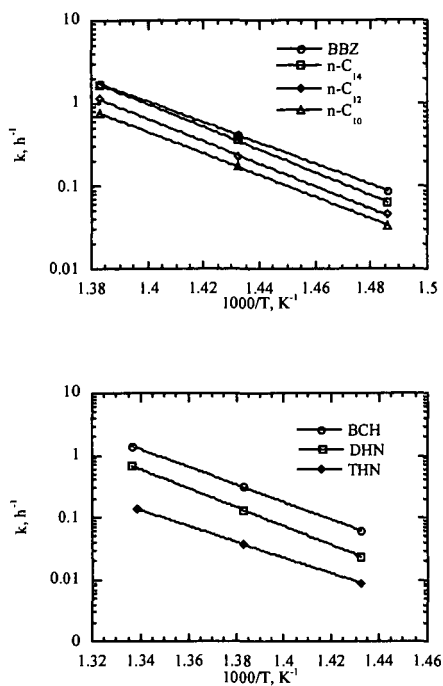 10
BBZ
n-C14
n-C12
n-C10
1
k, h-1
0.1
0.01
1.38 1.4 1.42 1.44 1.46 1.48 1.5
1000/T, K-1
10
BCH
DHN
THN
1
k, h-1
0.1
0.01
0
1.32 1.34 1.36 1.38 1.4 1.42 1.44 1.46
1000/T, K-1